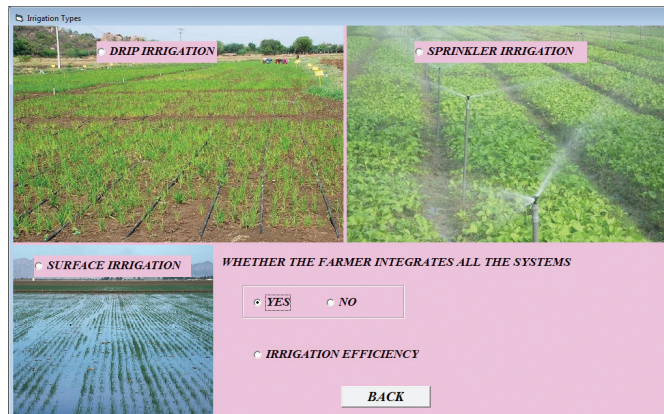 Irrigation Types
DRIP IRRIGATION
SPRINKLER IRRIGATION
SURFACE IRRIGATION
WHETHER THE FARMER INTEGRATES ALL THE SYSTEMS
YES
NO
IRRIGATION EFFICIENCY
BACK